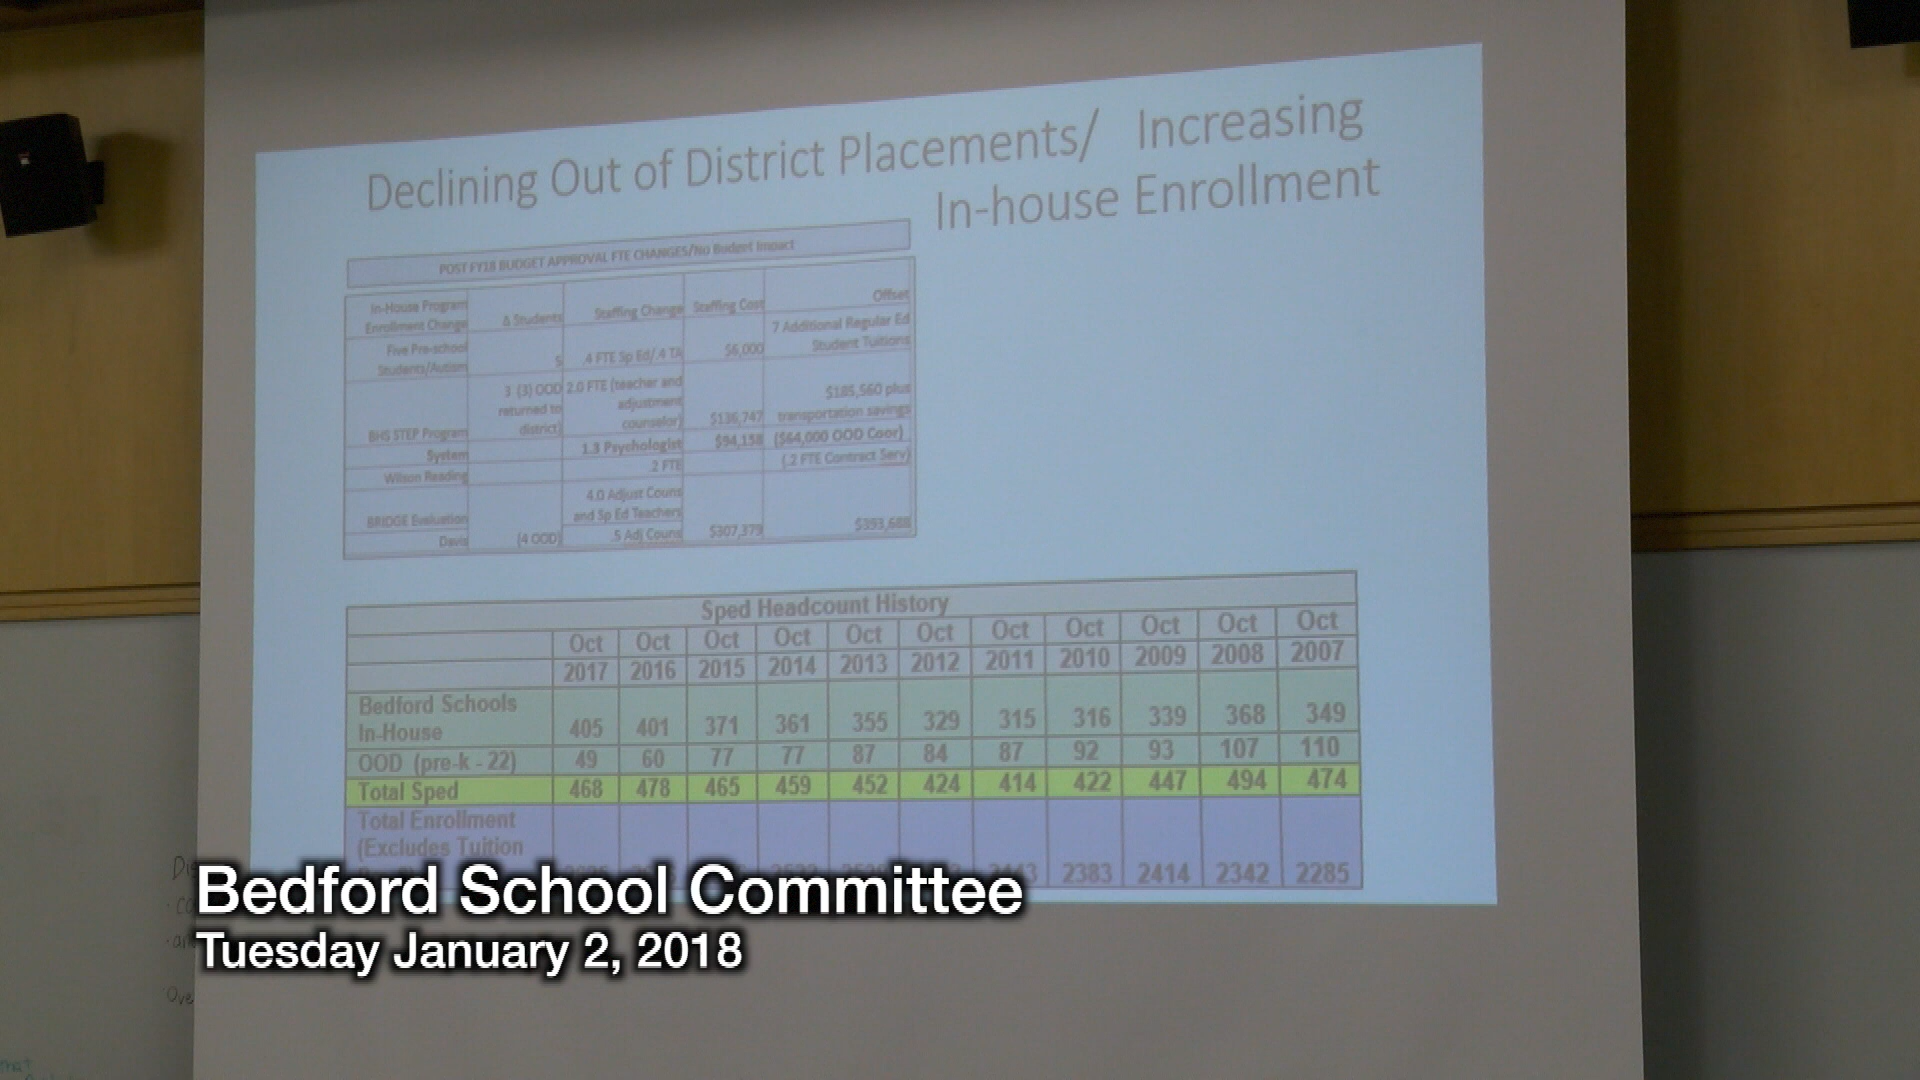 Declining Out of District Placements/ Increasing
In-house Enrollment
POST FY18 BUDGET APPROVAL FTE CHANGES/No Budget Impact
In-House Program Enrollment Change Δ Students Staffing Change Staffing Cost Offset
Five Pre-school Students/Autism 5 .4 FTE Sp Ed/.4 TA $6,000 7 Additional Regular Ed Student Tuitions
BHS STEP Program 3 (3) OOD returned to district) 2.0 FTE (teacher and adjustment counselor) $136,747 $185,560 plus transportation savings
System 1.3 Psychologist $94,158 ($64,000 OOD Coor)
Wilson Reading .2 FTE (.2 FTE Contract Serv)
BRIDGE Evaluation 4.0 Adjust Couns and Sp Ed Teachers
Davis (4 OOD) .5 Adj Couns $307,379 $353,688
Sped Headcount History
Oct Oct Oct Oct Oct Oct Oct Oct Oct Oct Oct
2017 2016 2015 2014 2013 2012 2011 2010 2009 2008 2007
Bedford Schools
In-House 405 401 371 361 355 329 315 316 339 368 349
OOD (pre-k - 22) 49 60 77 77 87 84 87 92 93 107 110
Total Sped 468 478 465 459 452 424 414 422 447 494 474
Total Enrollment
(Excludes Tuition
2383 2414 2342 2285
Bedford School Committee
Tuesday January 2, 2018